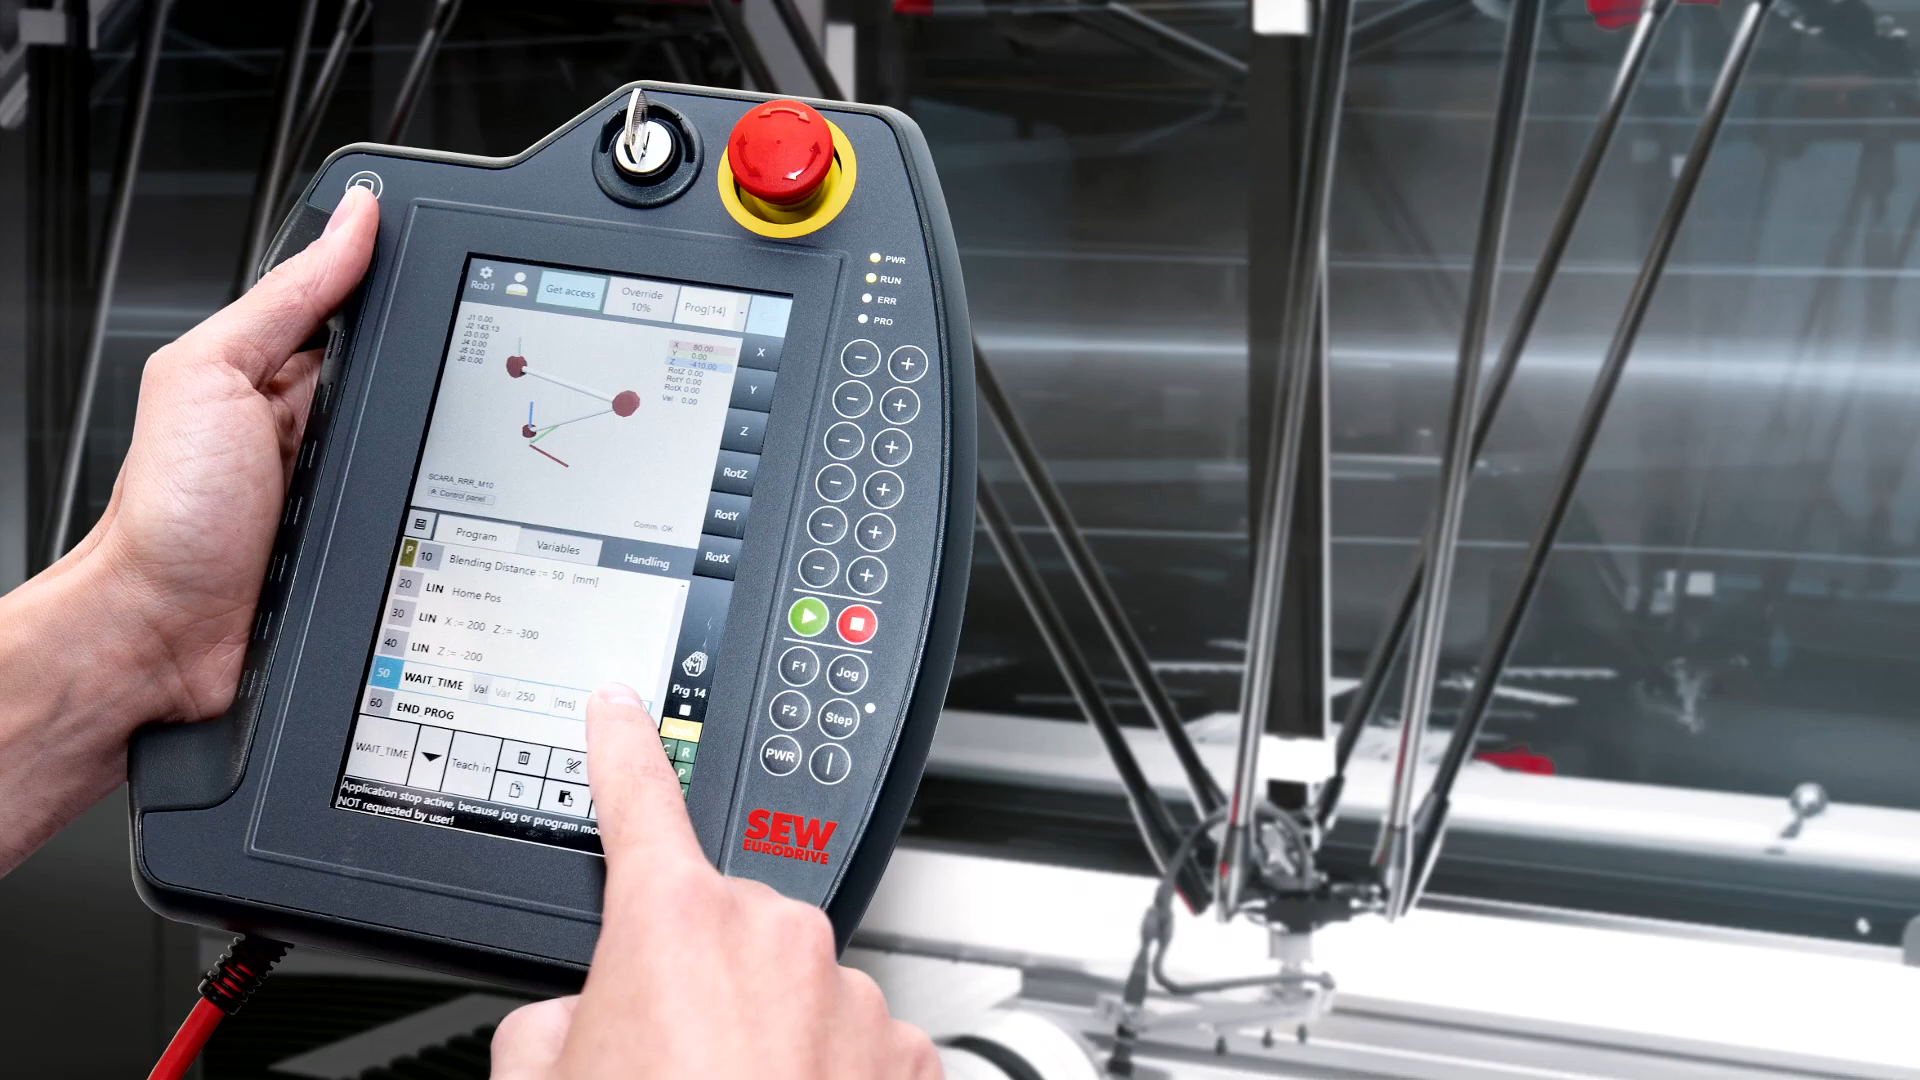 Rob1
Get access
Override
10%
Prog[14]
J1 0.00
J2 143.13
J3 0.00
J4 0.00
J5 0.00
J6 0.00
X 80.00
Y 0.00
Z -410.00
RotZ 0.00
RotY 0.00
RotX 0.00
Vel 0.00
X
Y
Z
RotZ
RotY
RotX
SCARA_RRR_M10
Control panel
Comm. OK
Program
Variables
Handling
P 10 Blending Distance := 50 [mm]
20 LIN Home Pos
30 LIN X := 200 Z := -300
40 LIN Z := -200
50 WAIT_TIME Val Var 250 [ms]
60 END_PROG
Prg 14
WAIT_TIME
Teach in
R
P
Application stop active, because jog or program
NOT requested by user!
PWR
RUN
ERR
PRO
- +
- +
- +
- +
- +
- +
F1 Jog
F2 Step
PWR |
SEW
EURODRIVE